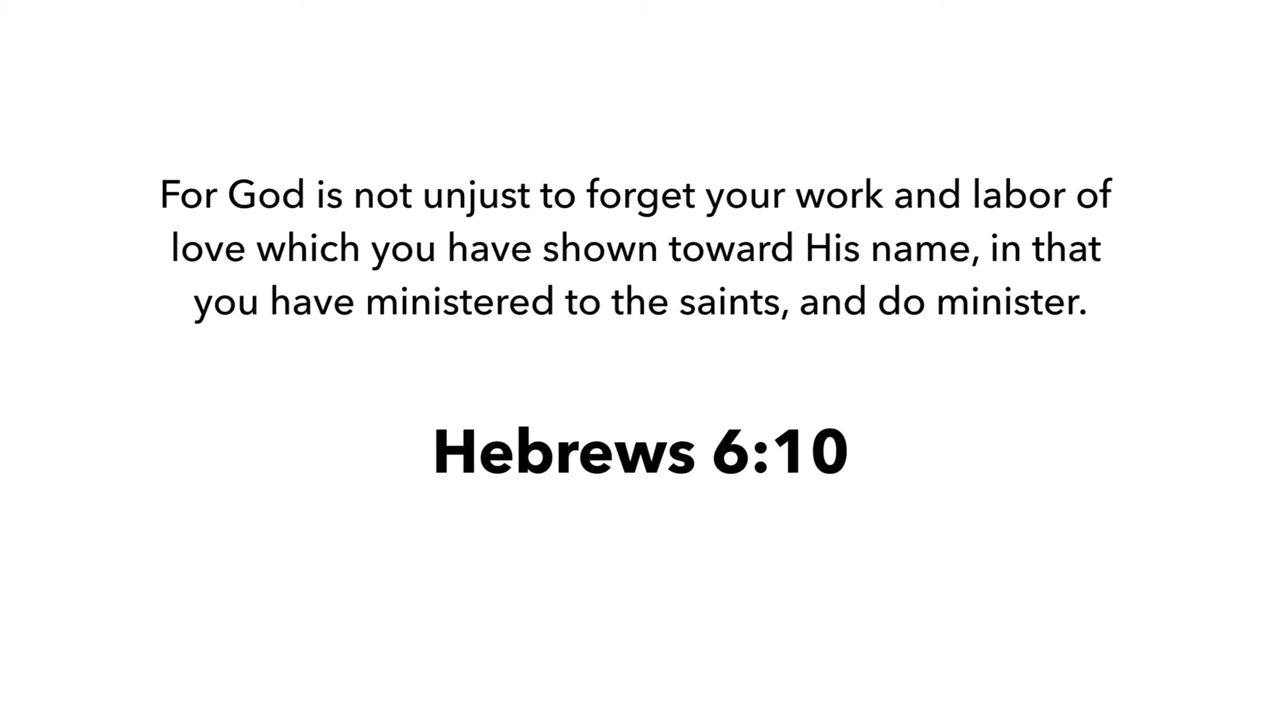 For God is not unjust to forget your work and labor of
love which you have shown toward His name, in that
you have ministered to the saints, and do minister.
Hebrews 6:10